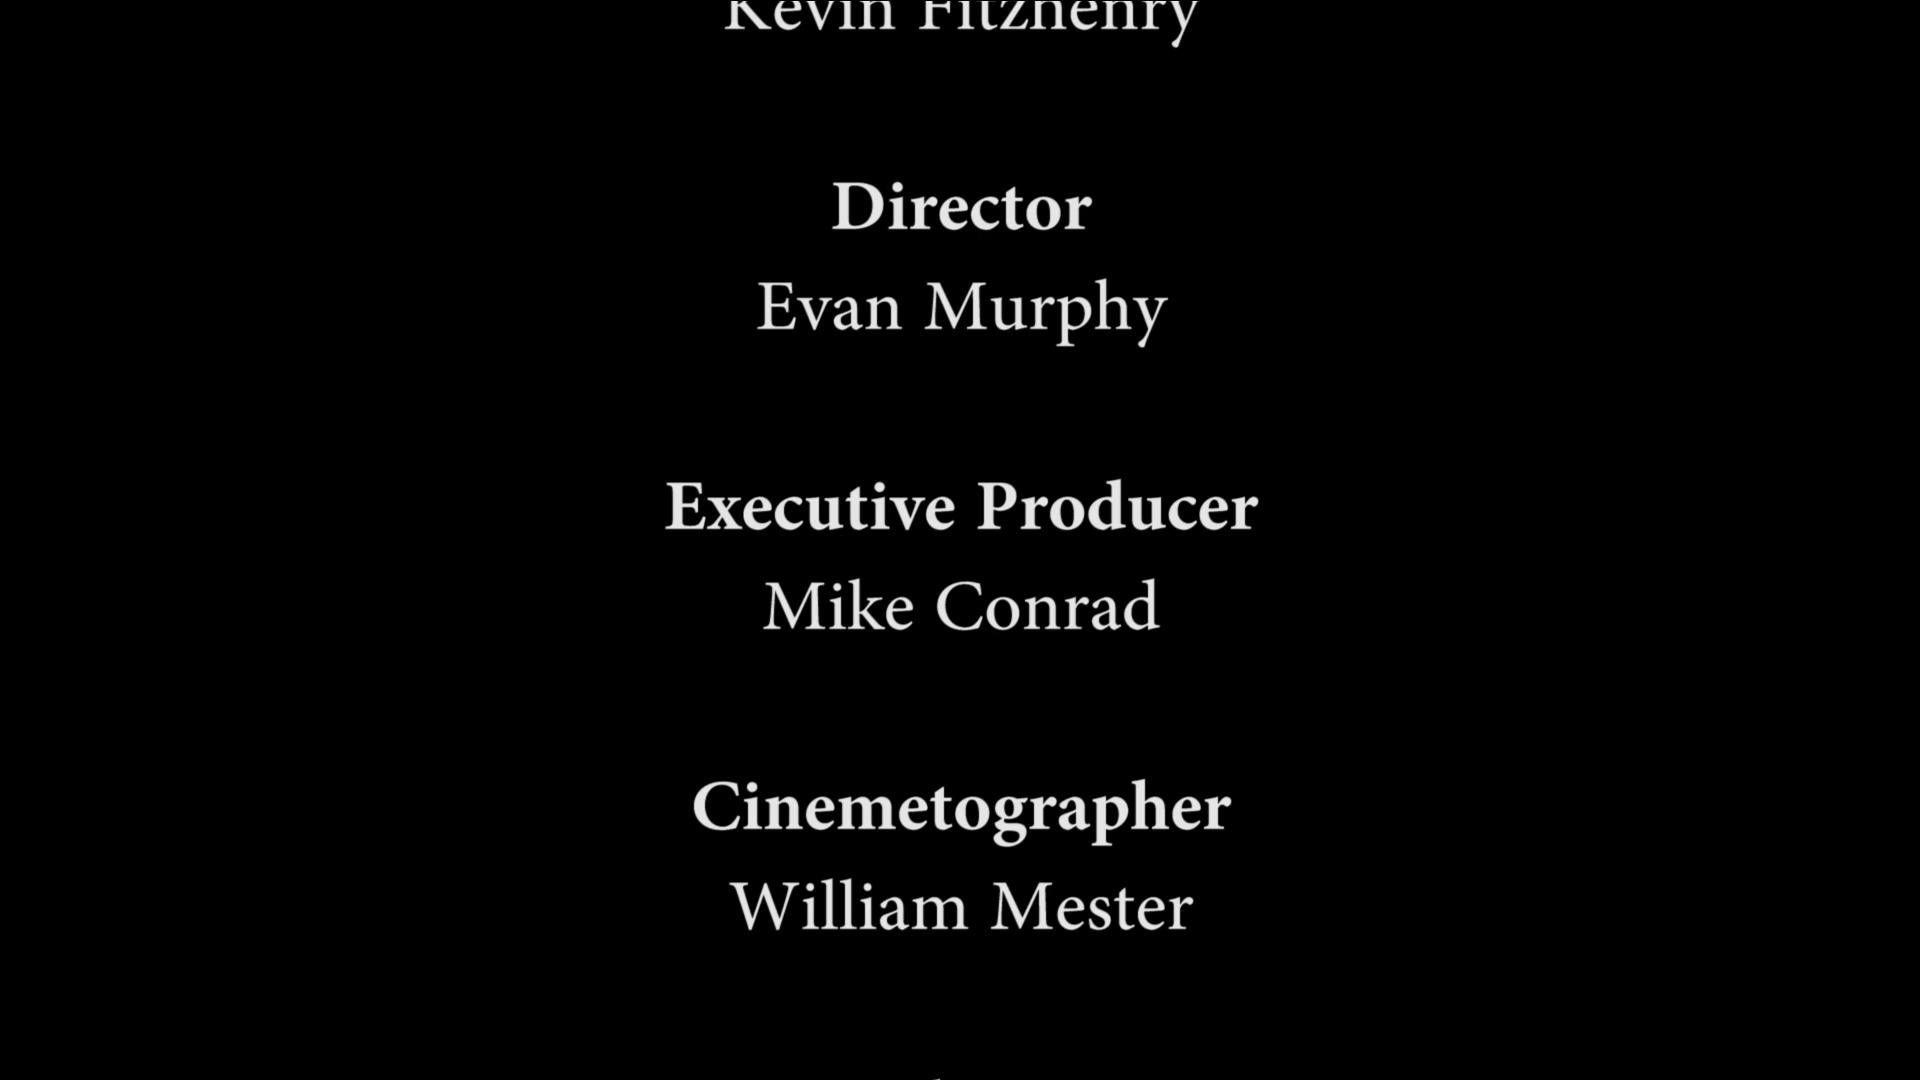 Kevin Fitzhenry
Director
Evan Murphy
Executive Producer
Mike Conrad
Cinemetographer
William Mester